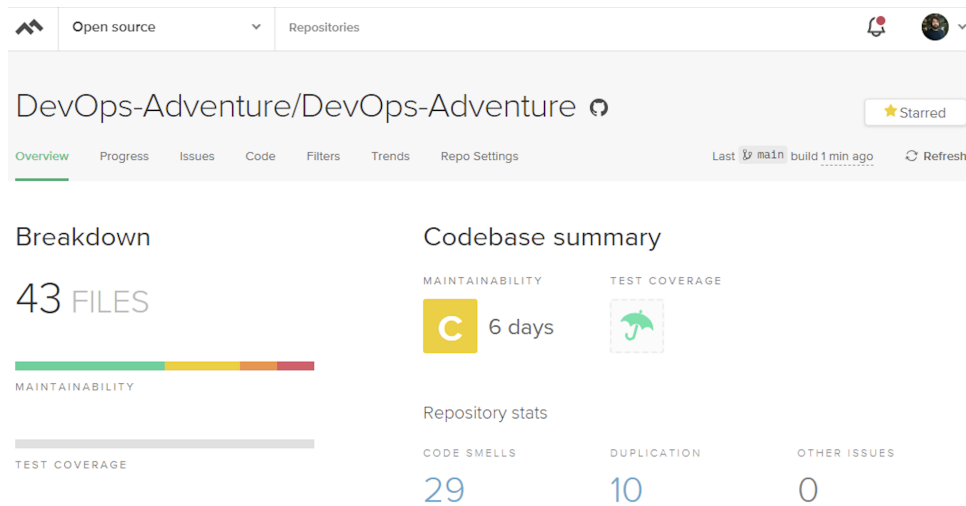 Open source Repositories
DevOps-Adventure/DevOps-Adventure
Starred
Overview Progress Issues Code Filters Trends Repo Settings Last main build 1 min ago Refresh
Breakdown
43 FILES
MAINTAINABILITY
TEST COVERAGE
Codebase summary
MAINTAINABILITY TEST COVERAGE
C 6 days
Repository stats
CODE SMELLS DUPLICATION OTHER ISSUES
29 10 0